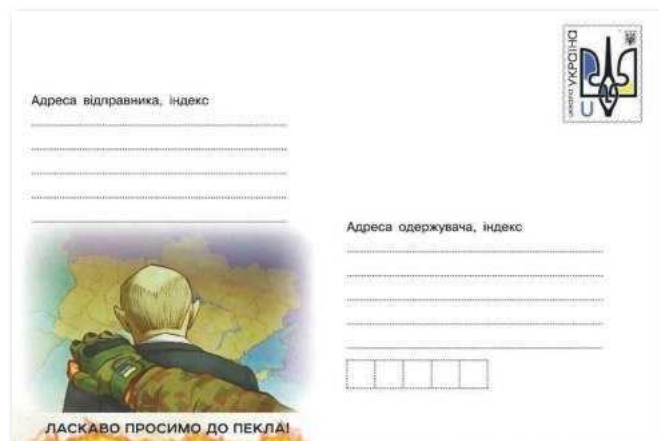 УКРАЇНА
U
Адреса відправника, індекс
Адреса одержувача, індекс
ЛАСКАВО ПРОСИМО ДО ПЕКЛА!